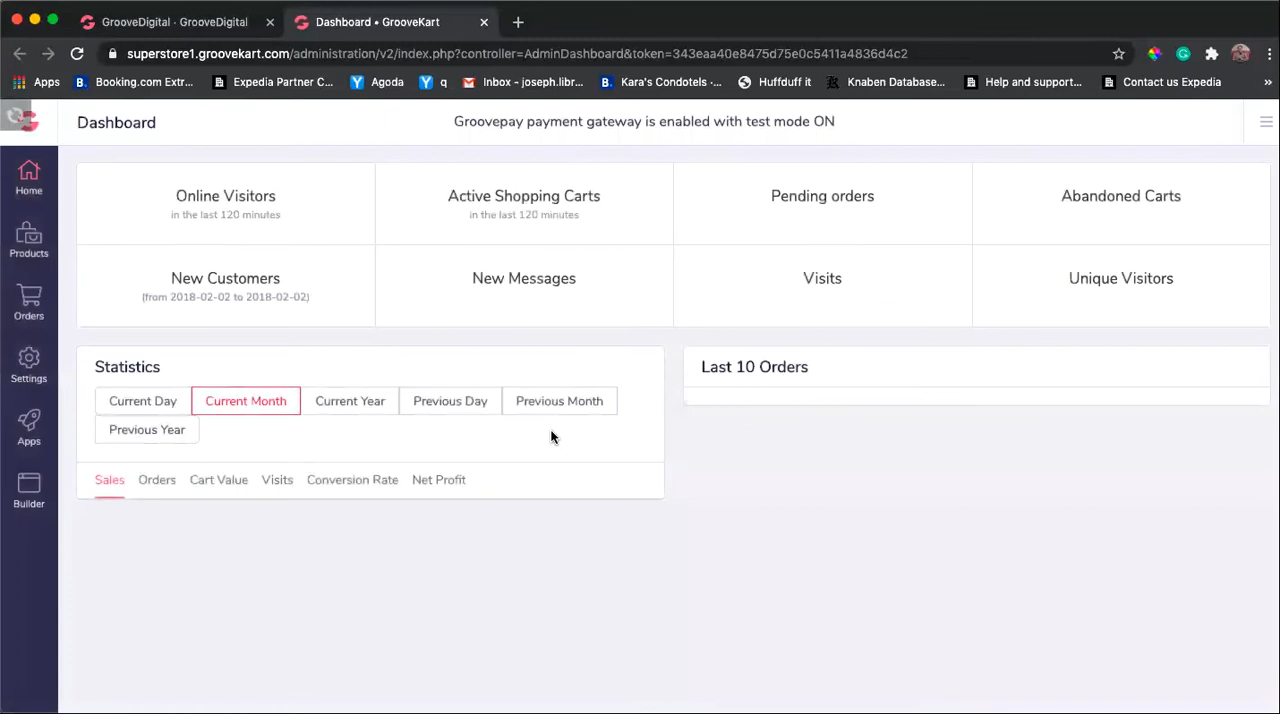 GrooveDigital · GrooveDigital
Dashboard • GrooveKart
superstore1.groovekart.com/administration/v2/index.php?controller=AdminDashboard&token=343eaa40e8475d75e0c5411a4836d4c2
Apps
Booking.com Extr...
Expedia Partner C...
Agoda
q
Inbox - joseph.libr...
Kara's Condotels -...
Huffduff it
Knaben Database...
Help and support...
Contact us Expedia
»
Dashboard
Groovepay payment gateway is enabled with test mode ON
Home
Products
Orders
Settings
Apps
Builder
Online Visitors
in the last 120 minutes
Active Shopping Carts
in the last 120 minutes
Pending orders
Abandoned Carts
New Customers
(from 2018-02-02 to 2018-02-02)
New Messages
Visits
Unique Visitors
Statistics
Current Day
Current Month
Current Year
Previous Day
Previous Month
Previous Year
Sales
Orders
Cart Value
Visits
Conversion Rate
Net Profit
Last 10 Orders